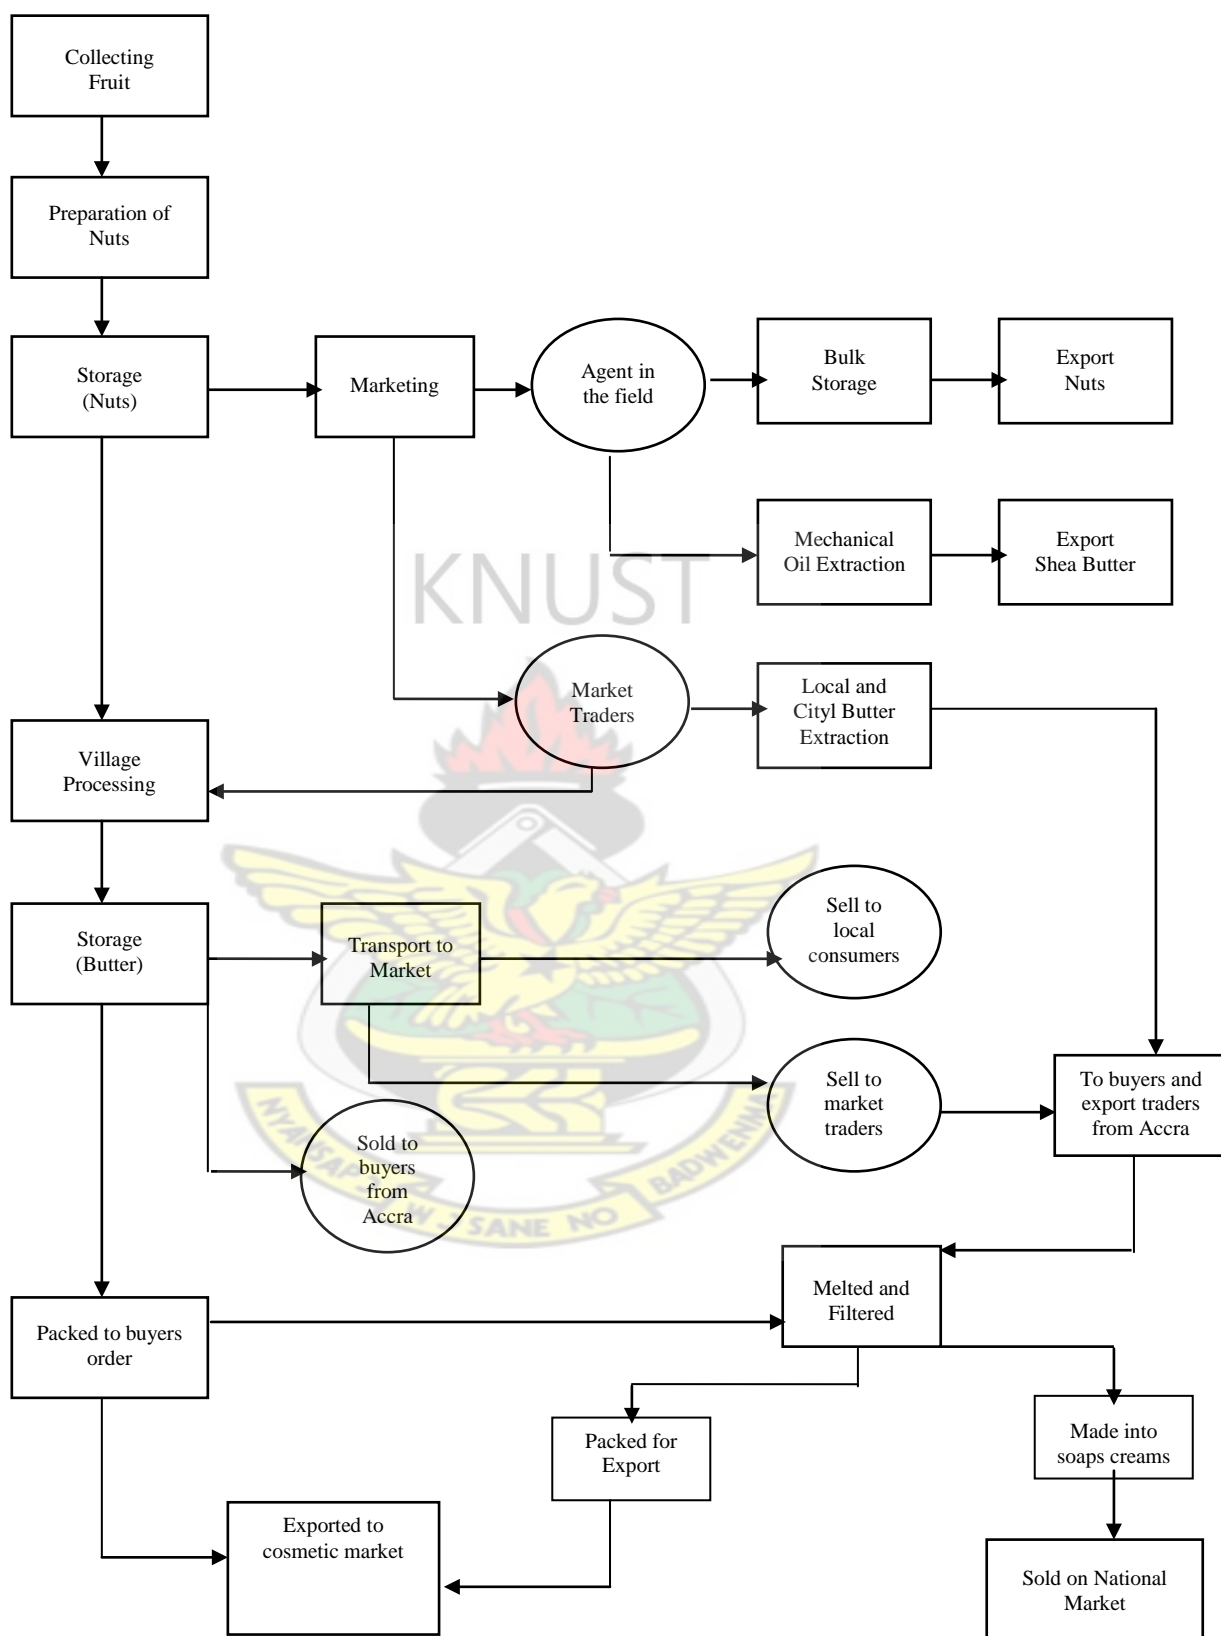 Collecting
Fruit
Preparation of
Nuts
Storage
(Nuts)
Marketing
Agent in
the field
Bulk
Storage
Export
Nuts
Mechanical
Oil Extraction
Export
Shea Butter
KNUST
Market
Traders
Local and
Cityl Butter
Extraction
Village
Processing
Storage
(Butter)
Transport to
Market
Sell to
local
consumers
Sell to
market
traders
To buyers and
export traders
from Accra
Sold to
buyers
from
Accra
NYANSAPO W SANE NO BADWENMA
Melted and
Filtered
Packed to buyers
order
Packed for
Export
Made into
soaps creams
Exported to
cosmetic market
Sold on National
Market